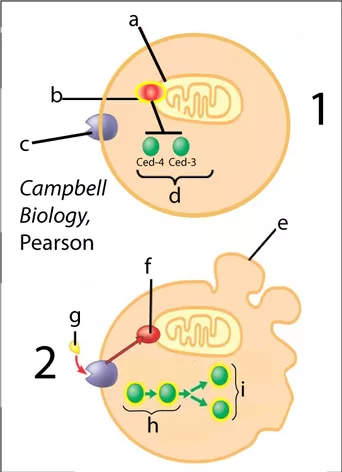 a
b
1
c
Ced-4 Ced-3
d
Campbell
Biology,
Pearson
e
f
g
2
i
h